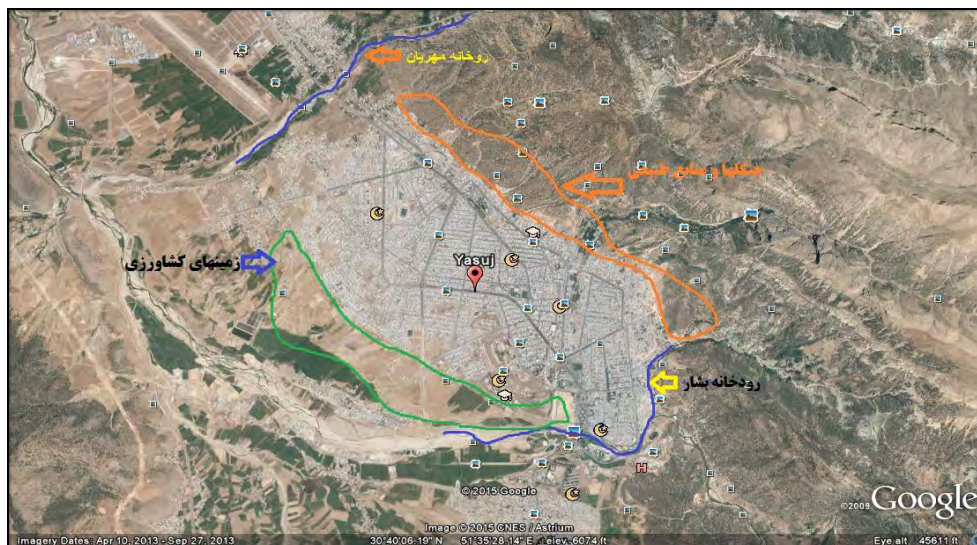 روخانه مهریان
جنگلها و منابع طبیعی
زمینهای کشاورزی
Yasuj
رودخانه بشار
H
© 2015 Google
©2009 Google
Image © 2015 CNES / Astrium
Imagery Dates: Apr 10, 2013 - Sep 27, 2013 30°40'06.19" N 51°35'28.14" E elev 6074 ft Eye alt 45611 ft